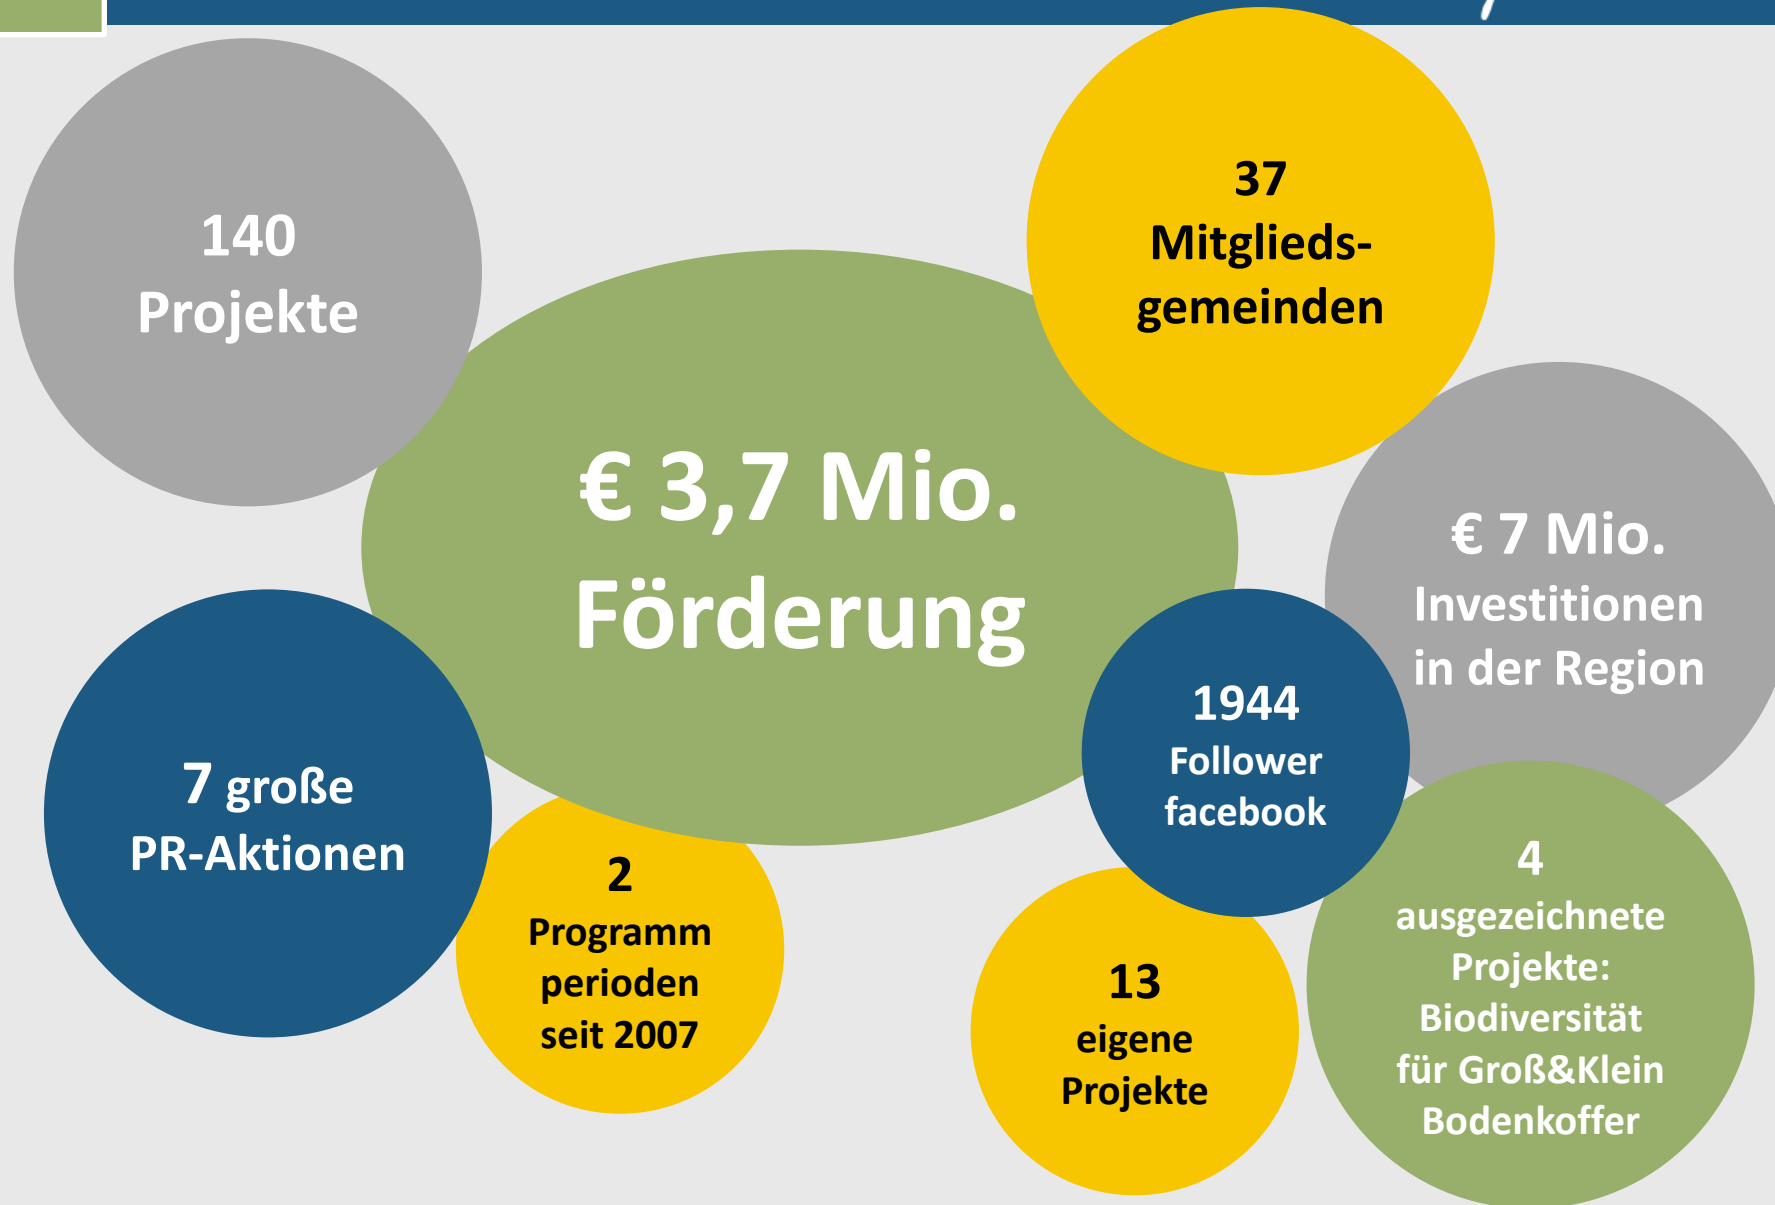 140
Projekte
37
Mitglieds-
gemeinden
€ 3,7 Mio.
Förderung
€ 7 Mio.
Investitionen
in der Region
1944
Follower
facebook
7 große
PR-Aktionen
2
Programm
perioden
seit 2007
13
eigene
Projekte
4
ausgezeichnete
Projekte:
Biodiversität
für Groß&Klein
Bodenkoffer